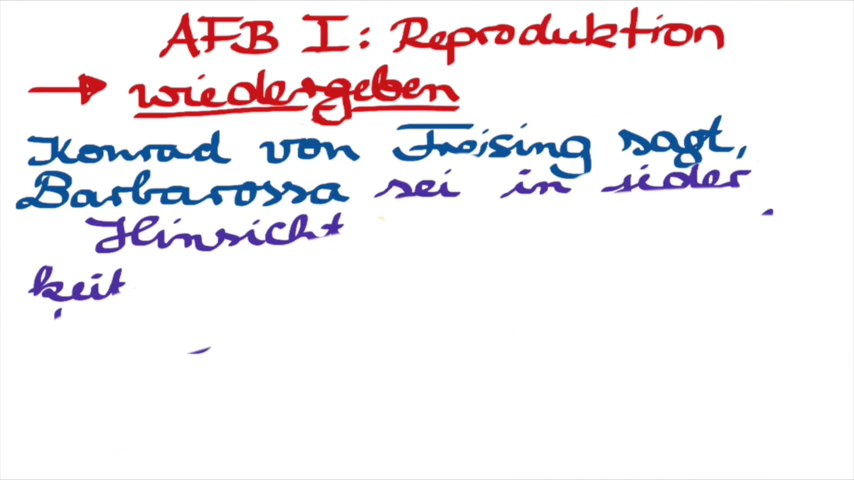 AFB I: Reproduktion
→ wiedergeben
Konrad von Freising sagt,
Barbarossa sei in jeder
Hinsicht
keit